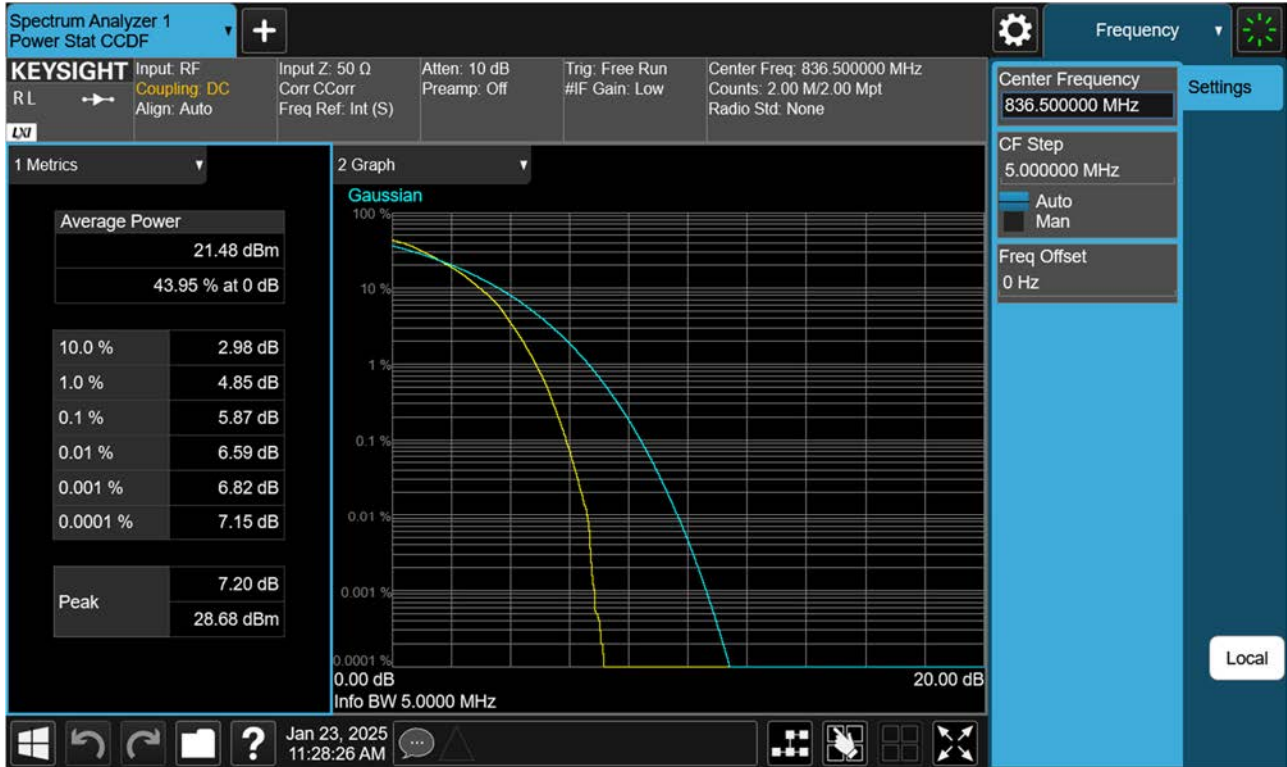 Spectrum Analyzer 1
Power Stat CCDF
Frequency
KEYSIGHT
R L
LXI
Input: RF
Coupling: DC
Align: Auto
Input Z: 50 Ω
Corr CCorr
Freq Ref: Int (S)
Atten: 10 dB
Preamp: Off
Trig: Free Run
#IF Gain: Low
Center Freq: 836.500000 MHz
Counts: 2.00 M/2.00 Mpt
Radio Std: None
Center Frequency
836.500000 MHz
Settings
CF Step
5.000000 MHz
Auto
Man
Freq Offset
0 Hz
Local
1 Metrics
Average Power
21.48 dBm
43.95 % at 0 dB
10.0 % 2.98 dB
1.0 % 4.85 dB
0.1 % 5.87 dB
0.01 % 6.59 dB
0.001 % 6.82 dB
0.0001 % 7.15 dB
Peak
7.20 dB
28.68 dBm
2 Graph
Gaussian
100 %
10 %
1 %
0.1 %
0.01 %
0.001 %
0.0001 %
0.00 dB 20.00 dB
Info BW 5.0000 MHz
?
Jan 23, 2025
11:28:26 AM